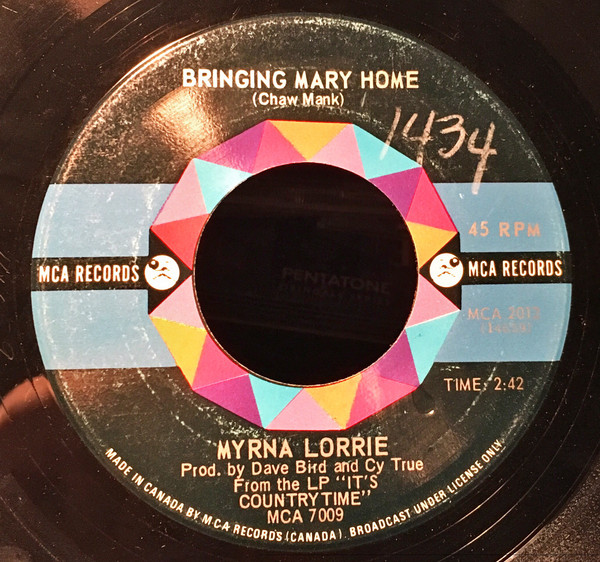 BRINGING MARY HOME
(Chaw Mank)
1434
45 RPM
MCA RECORDS
MCA RECORDS
MCA 2013
TIME: 2:42
PENTATONE
MYRNA LORRIE
Prod. by Dave Bird and Cy True
From the LP "IT'S
COUNTRYTIME"
MCA 7009
MADE IN CANADA BY M.C.A. RECORDS (CANADA). BROADCAST UNDER LICENSE ONLY.